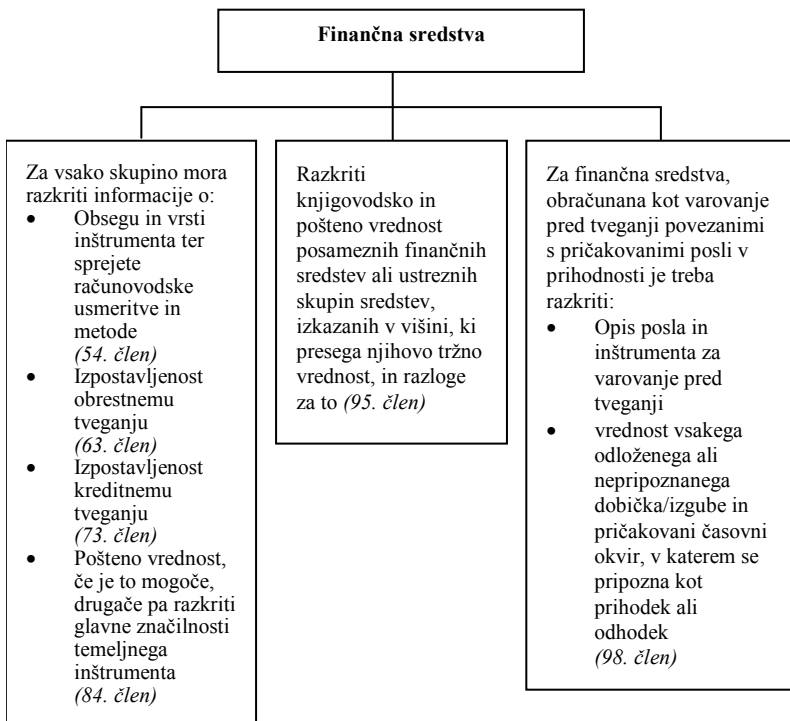 Finančna sredstva
Za vsako skupino mora
razkriti informacije o:
• Obsegu in vrsti
inštrumenta ter
sprejete
računovodske
usmeritve in
metode
(54. člen)
• Izpostavljenost
obrestnemu
tveganju
(63. člen)
• Izpostavljenost
kreditnemu
tveganju
(73. člen)
• Pošteno vrednost,
če je to mogoče,
drugače pa razkriti
glavne značilnosti
temeljnega
inštrumenta
(84. člen)
Razkriti
knjigovodsko in
pošteno vrednost
posameznih finančnih
sredstev ali ustreznih
skupin sredstev,
izkazanih v višini, ki
presega njihovo tržno
vrednost, in razloge
za to (95. člen)
Za finančna sredstva,
obračunana kot varovanje
pred tveganji povezanimi
s pričakovanimi posli v
prihodnosti je treba
razkriti:
• Opis posla in
inštrumenta za
varovanje pred
tveganji
• vrednost vsakega
odloženega ali
nepripoznanega
dobička/izgube in
pričakovani časovni
okvir, v katerem se
pripozna kot
prihodek ali
odhodek
(98. člen)